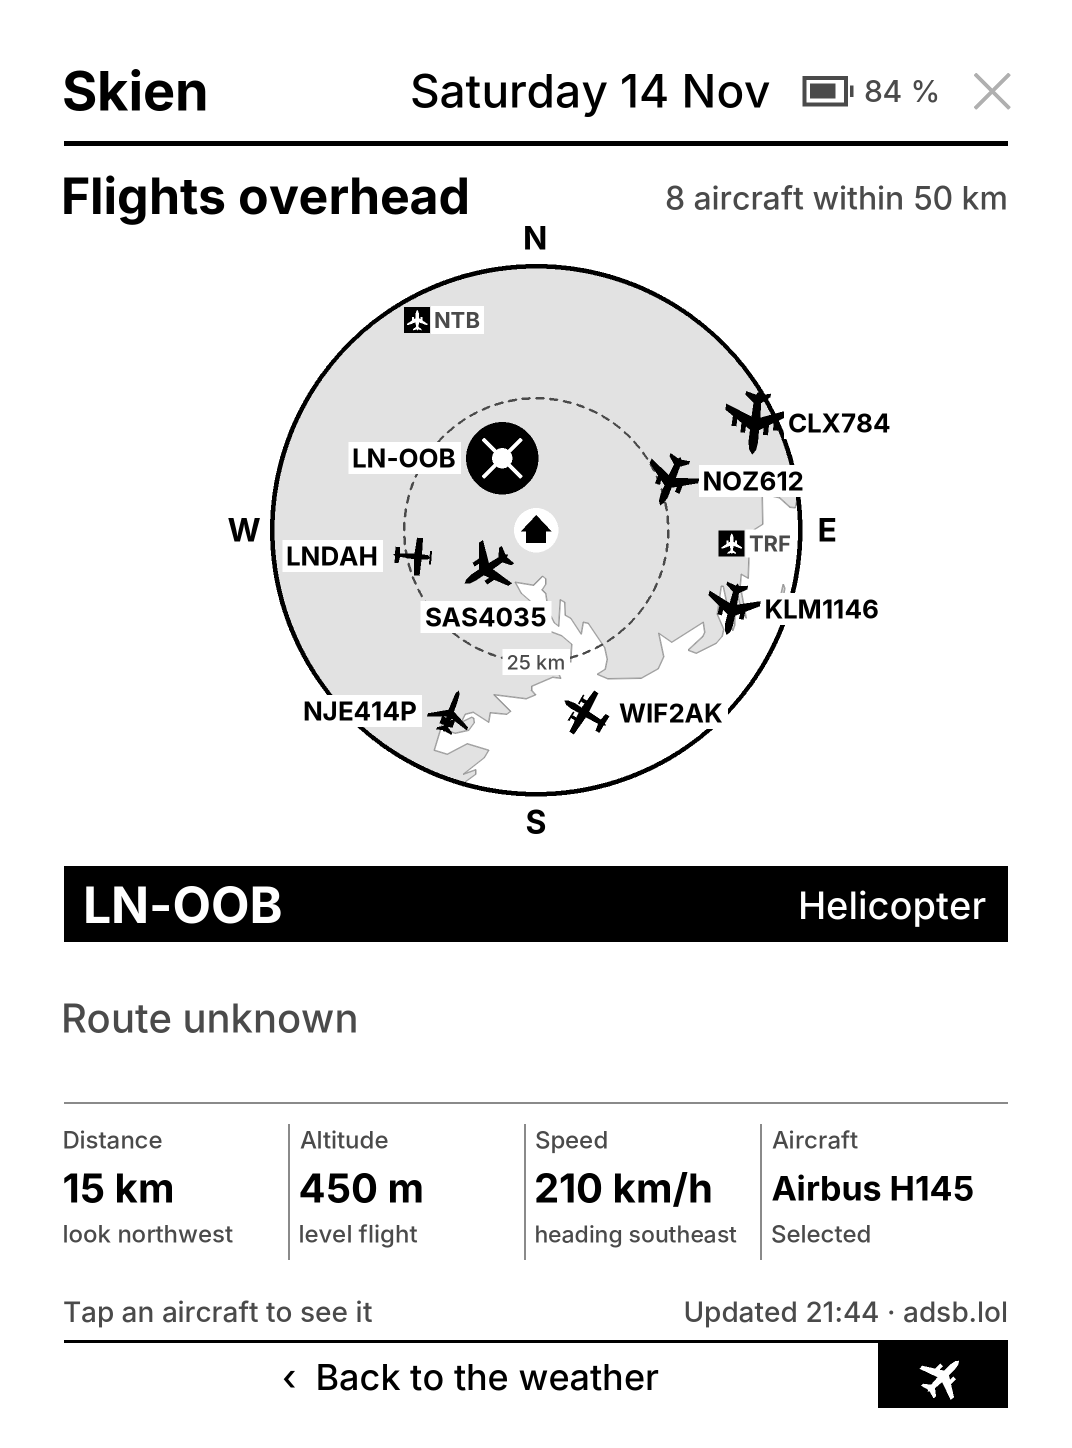 Skien
Saturday 14 Nov
84 %
Flights overhead
8 aircraft within 50 km
N
NTB
CLX784
LN-OOB
NOZ612
W
E
TRF
LNDAH
SAS4035
KLM1146
25 km
NJE414P
WIF2AK
S
LN-OOB
Helicopter
Route unknown
Distance
15 km
look northwest
Altitude
450 m
level flight
Speed
210 km/h
heading southeast
Aircraft
Airbus H145
Selected
Tap an aircraft to see it
Updated 21:44 · adsb.lol
‹ Back to the weather